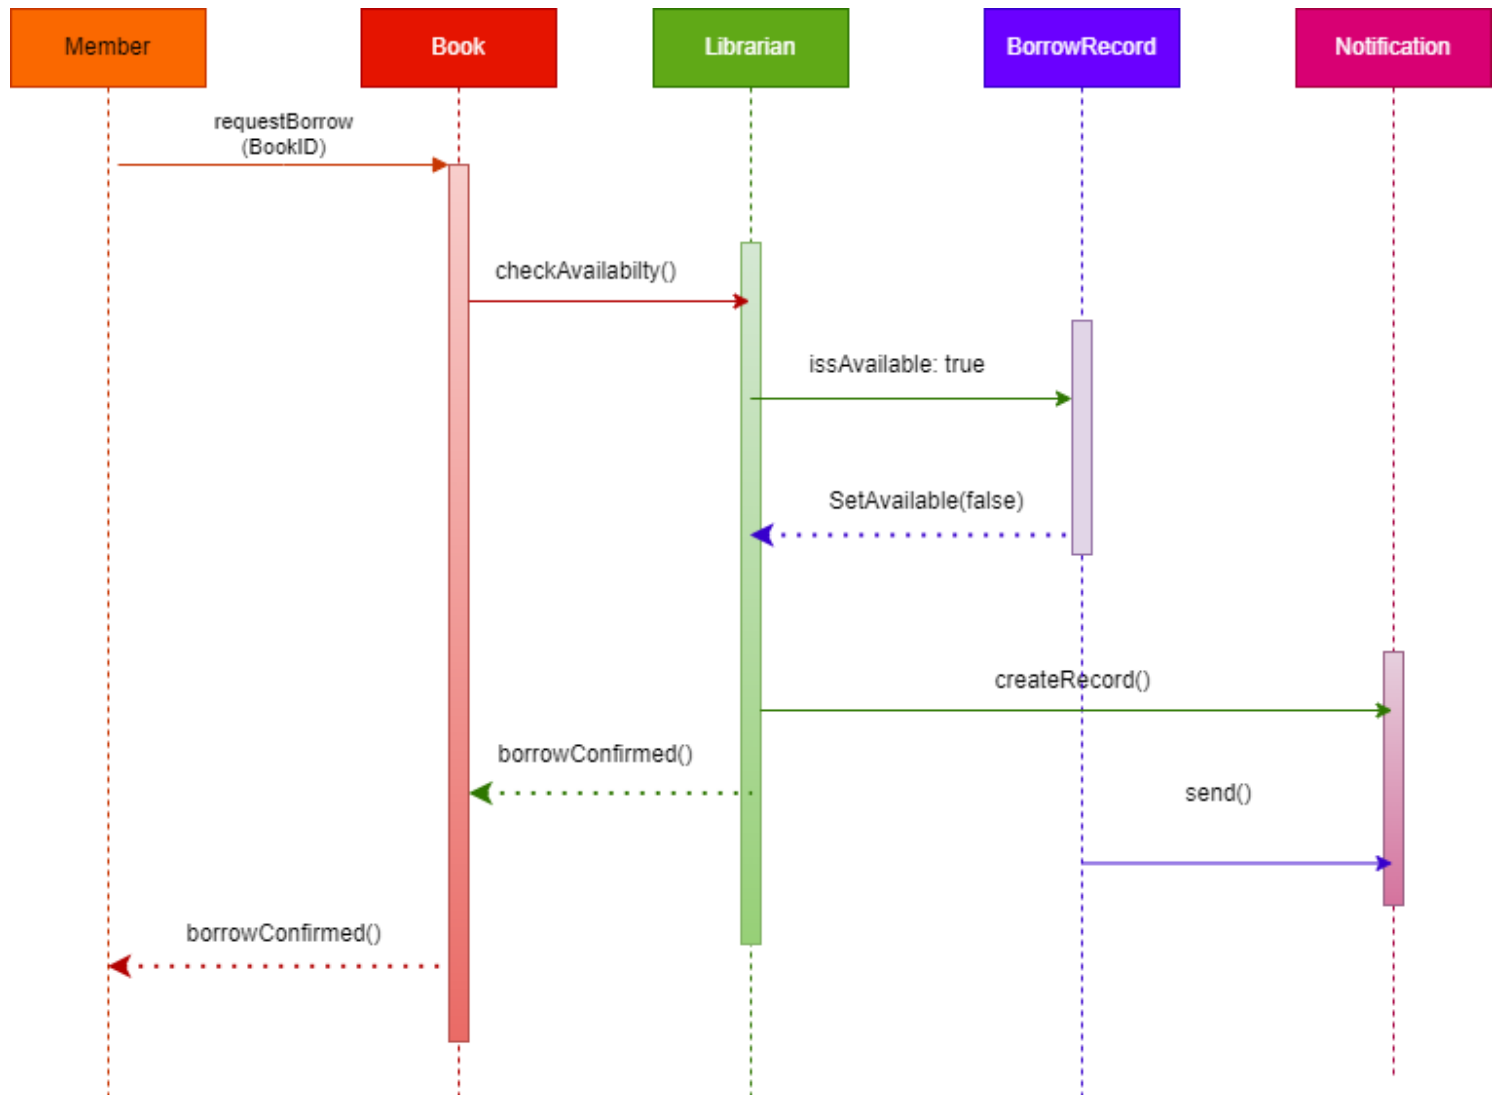 Member
Book
Librarian
BorrowRecord
Notification
requestBorrow
(BookID)
checkAvailabilty()
issAvailable: true
SetAvailable(false)
createRecord()
borrowConfirmed()
send()
borrowConfirmed()